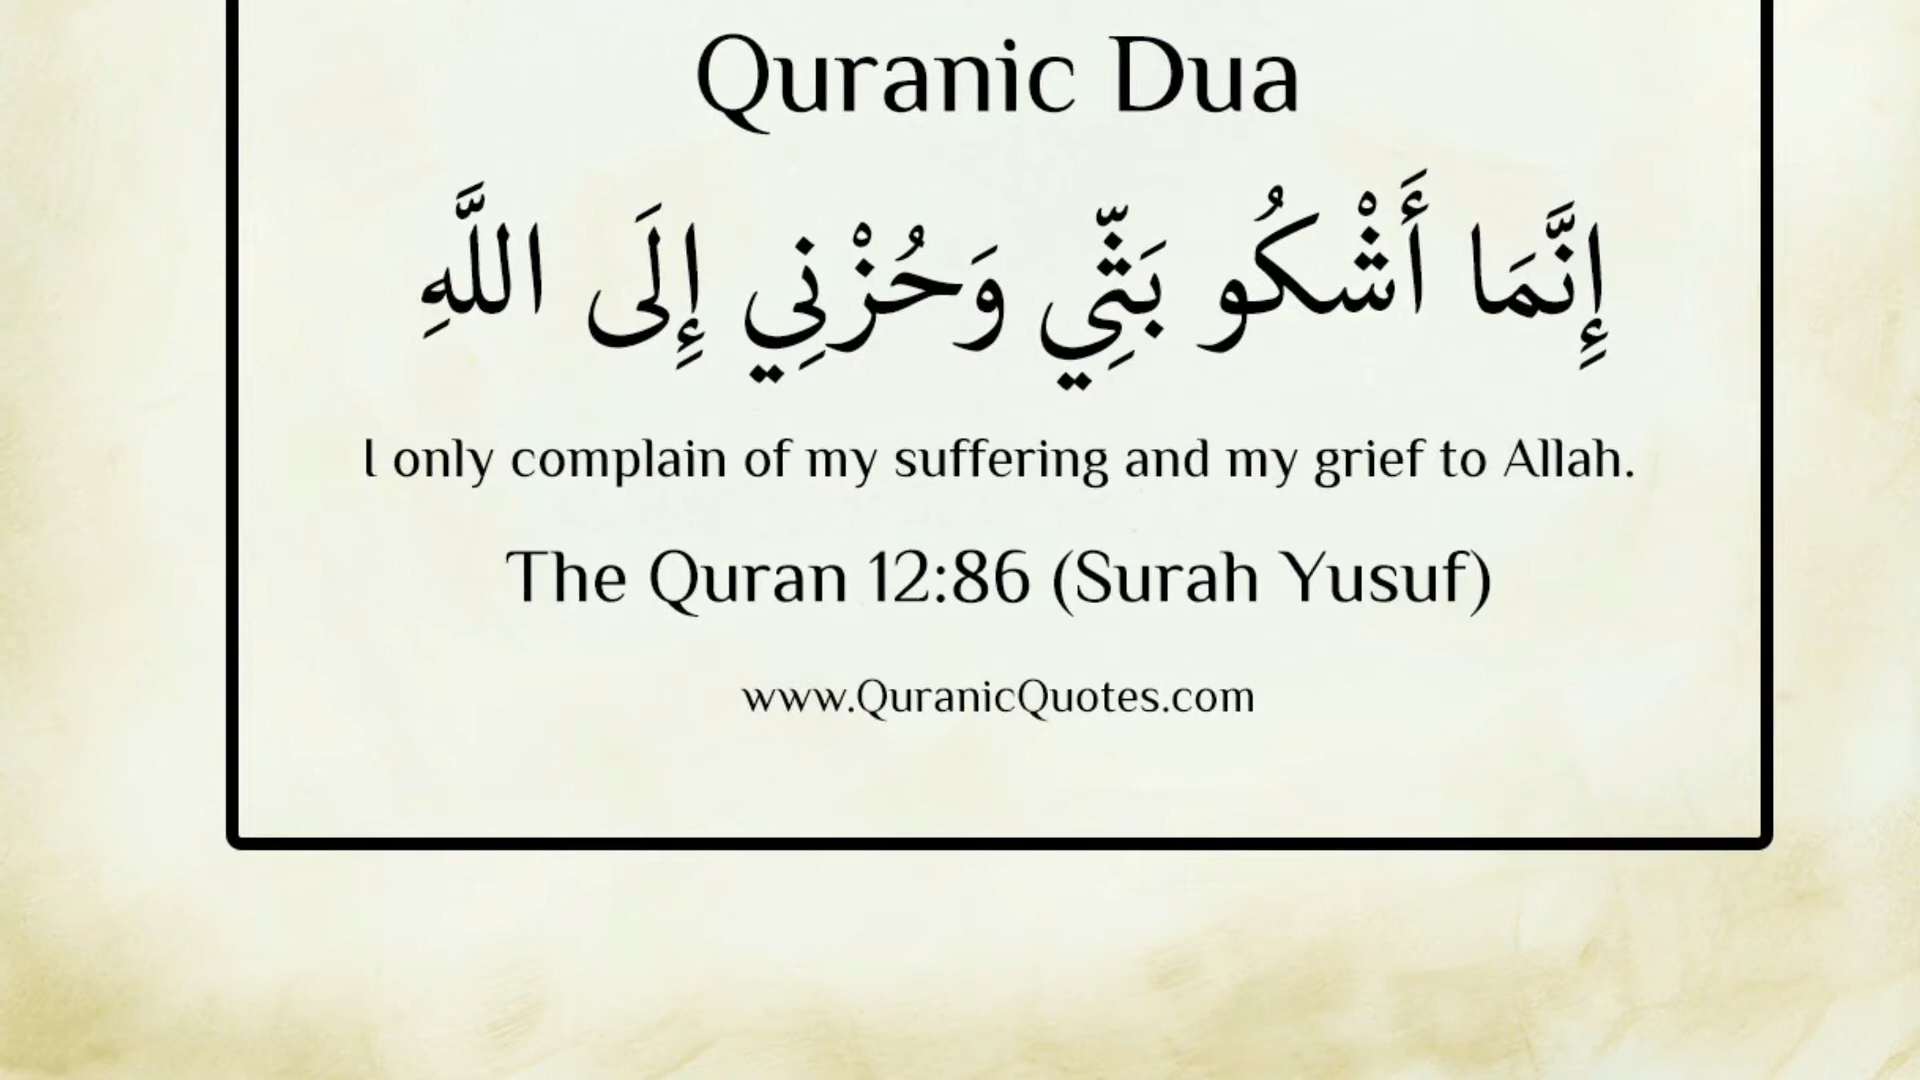 Quranic Dua
إِنَّمَا أَشْكُو بَثِّي وَحُزْنِي إِلَى اللَّهِ
I only complain of my suffering and my grief to Allah.
The Quran 12:86 (Surah Yusuf)
www.QuranicQuotes.com